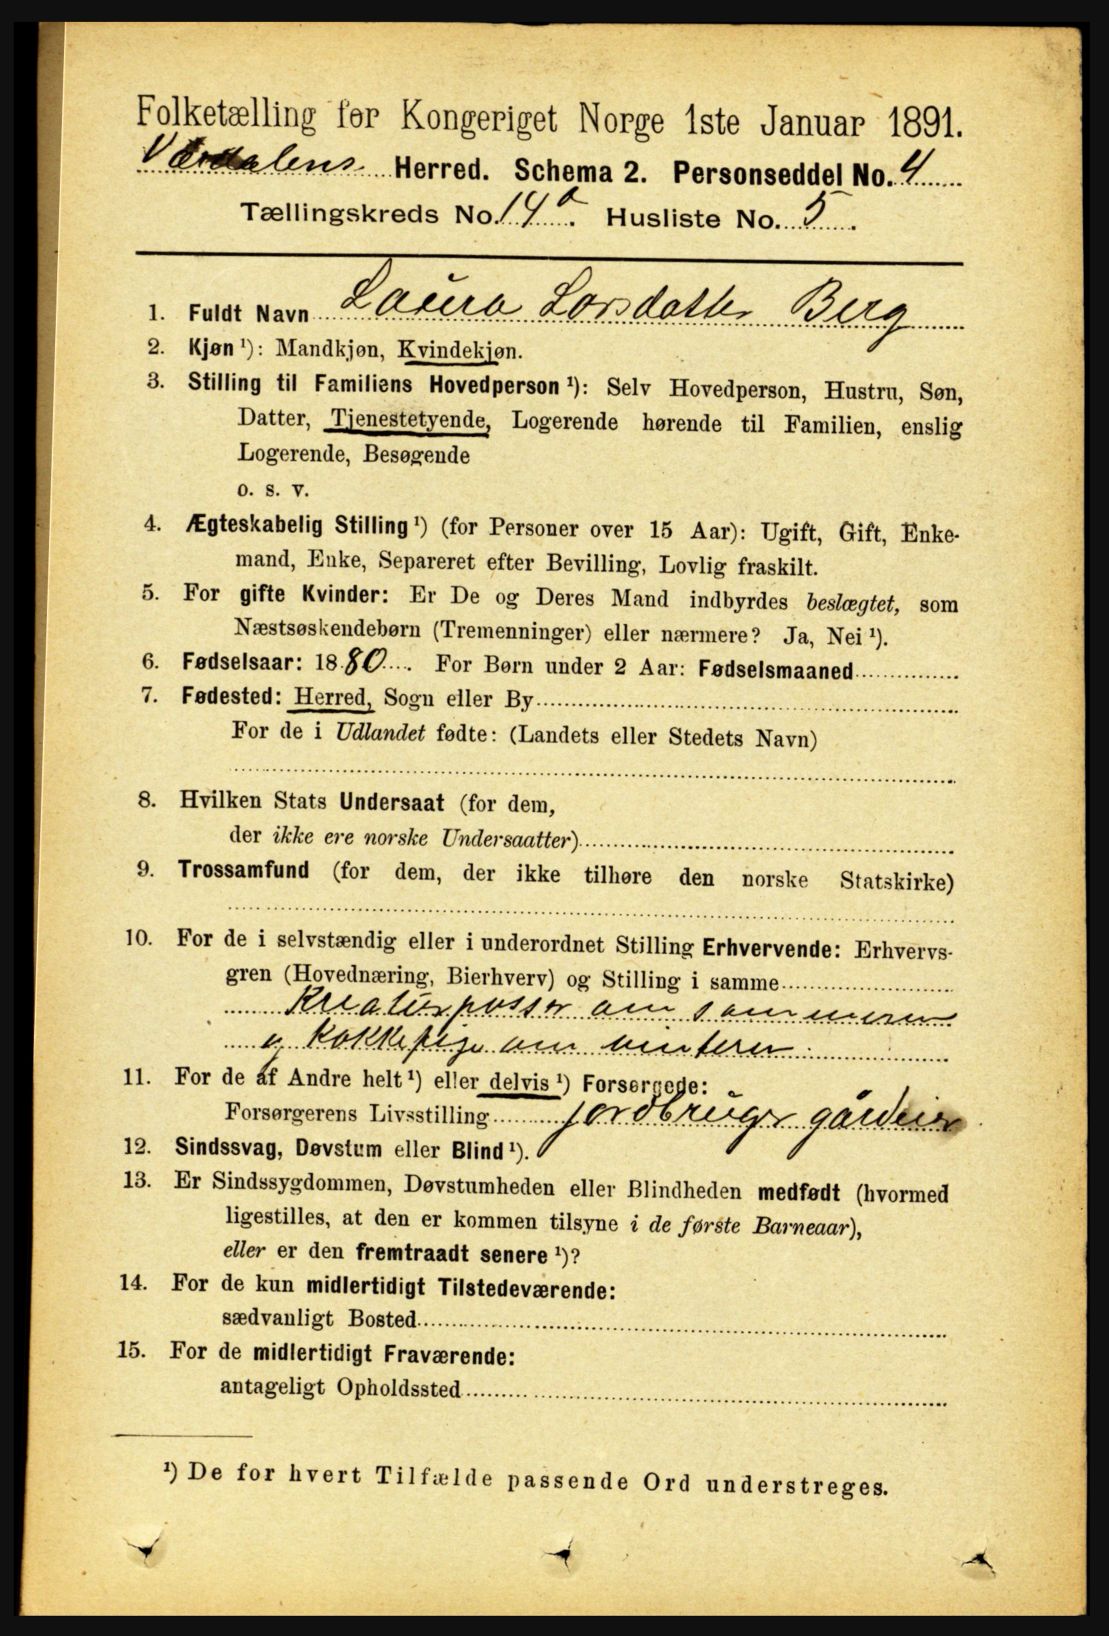 Folketælling for Kongeriget Norge 1ste Januar 1891.
Værdalens Herred. Schema 2. Personseddel No. 4
Tællingskreds No. 14a. Husliste No. 5.
1. Fuldt Navn Laura Larsdatter Berg
2. Kjøn ¹): Mandkjøn, Kvindekjøn.
3. Stilling til Familiens Hovedperson ¹): Selv Hovedperson, Hustru, Søn,
Datter, Tjenestetyende, Logerende hørende til Familien, enslig
Logerende, Besøgende
o. s. v.
4. Ægteskabelig Stilling ¹) (for Personer over 15 Aar): Ugift, Gift, Enke-
mand, Enke, Separeret efter Bevilling, Lovlig fraskilt.
5. For gifte Kvinder: Er De og Deres Mand indbyrdes beslægtet, som
Næstsøskendebørn (Tremenninger) eller nærmere? Ja, Nei ¹).
6. Fødselsaar: 1880. For Børn under 2 Aar: Fødselsmaaned
7. Fødested: Herred, Sogn eller By
For de i Udlandet fødte: (Landets eller Stedets Navn)
8. Hvilken Stats Undersaat (for dem,
der ikke ere norske Undersaatter)
9. Trossamfund (for dem, der ikke tilhøre den norske Statskirke)
10. For de i selvstændig eller i underordnet Stilling Erhvervende: Erhvervs-
gren (Hovednæring, Bierhverv) og Stilling i samme
Kreaturpasser om sommeren
og Kokkepige om vinteren.
11. For de af Andre helt ¹) eller delvis ¹) Forsørgede:
Forsørgerens Livsstilling jordbruger gårdeier
12. Sindssvag, Døvstum eller Blind ¹).
13. Er Sindssygdommen, Døvstumheden eller Blindheden medfødt (hvormed
ligestilles, at den er kommen tilsyne i de første Barneaar),
eller er den fremtraadt senere ¹)?
14. For de kun midlertidigt Tilstedeværende:
sædvanligt Bosted
15. For de midlertidigt Fraværende:
antageligt Opholdssted
¹) De for hvert Tilfælde passende Ord understreges.